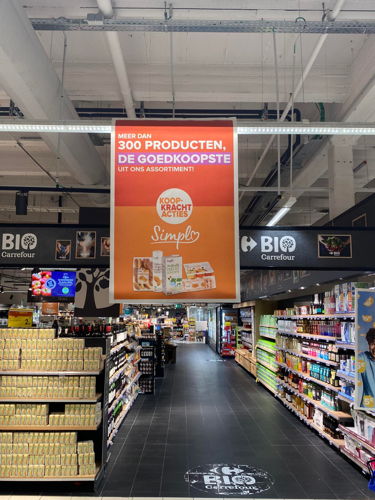 MEER DAN
300 PRODUCTEN,
DE GOEDKOOPSTE
UIT ONS ASSORTIMENT!
KOOP-
KRACHT
ACTIES
Simpl
BIO
Carrefour
BIO
Carrefour
BIO
Carrefour